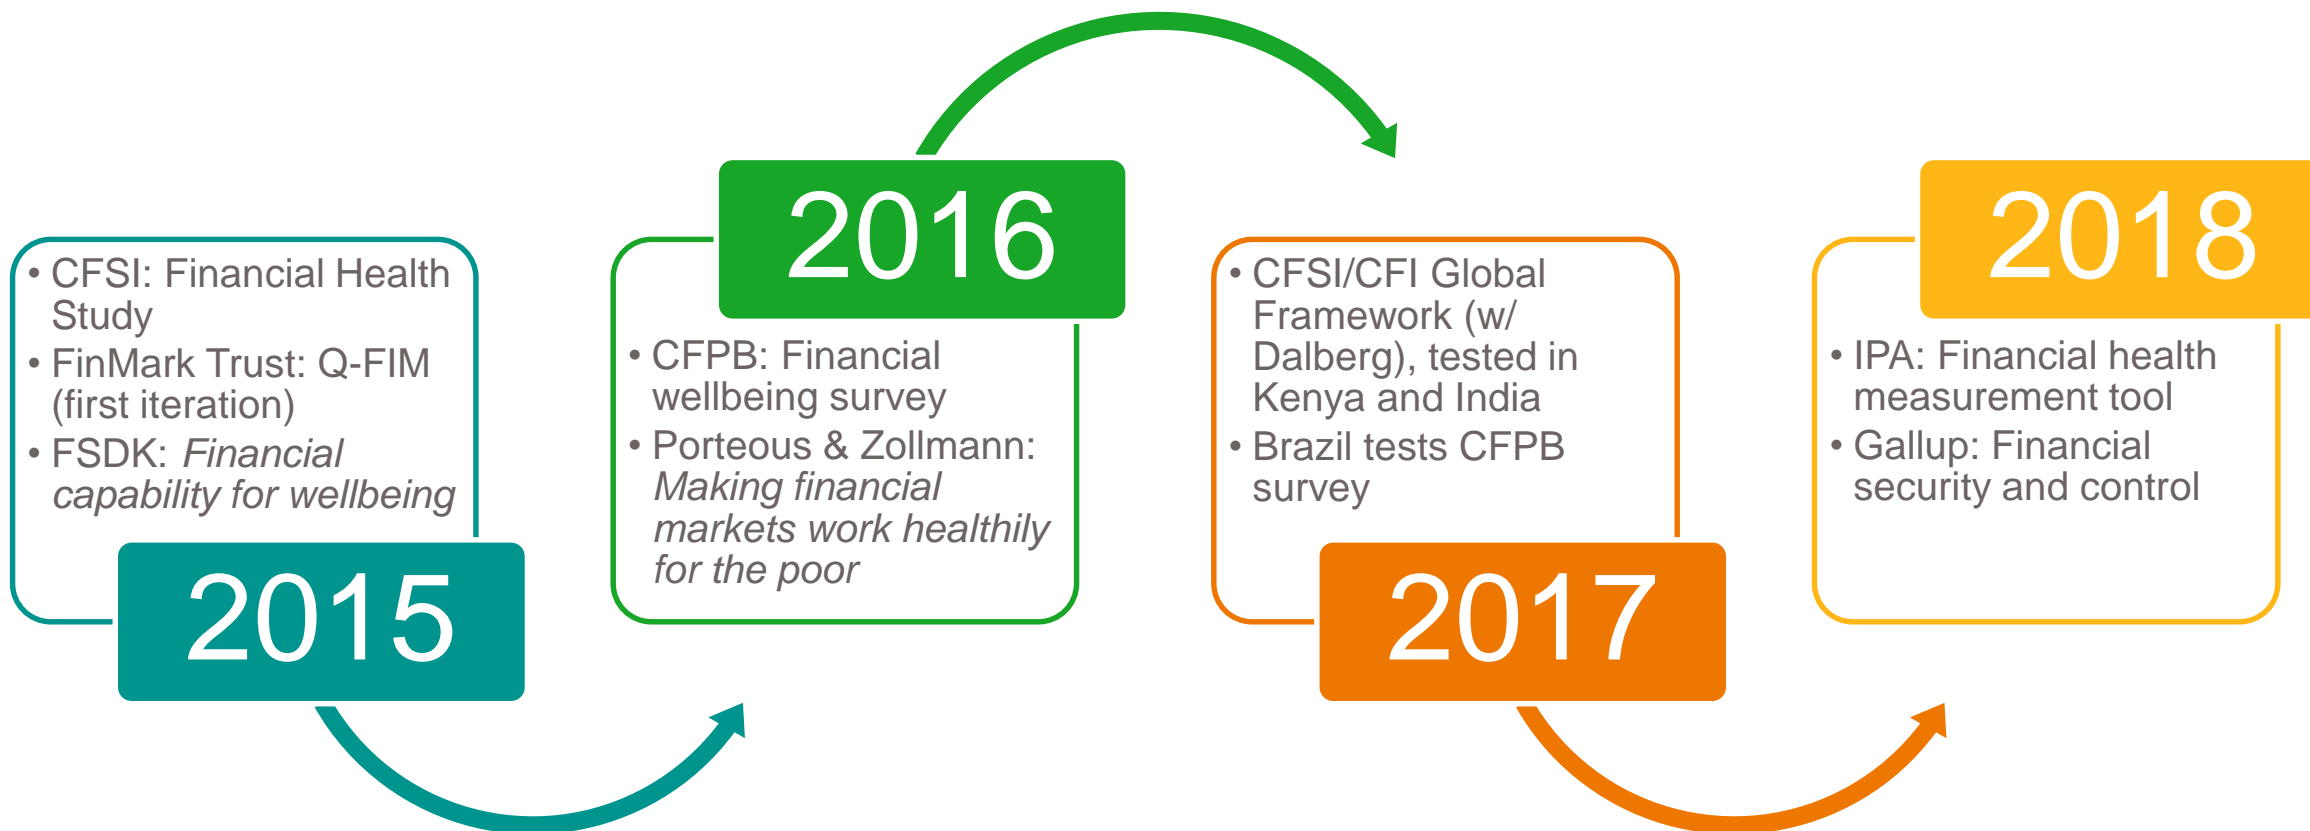 • CFSI: Financial Health
Study
• FinMark Trust: Q-FIM
(first iteration)
• FSDK: Financial
capability for wellbeing
2015
2016
• CFPB: Financial
wellbeing survey
• Porteous & Zollmann:
Making financial
markets work healthily
for the poor
• CFSI/CFI Global
Framework (w/
Dalberg), tested in
Kenya and India
• Brazil tests CFPB
survey
2017
2018
• IPA: Financial health
measurement tool
• Gallup: Financial
security and control